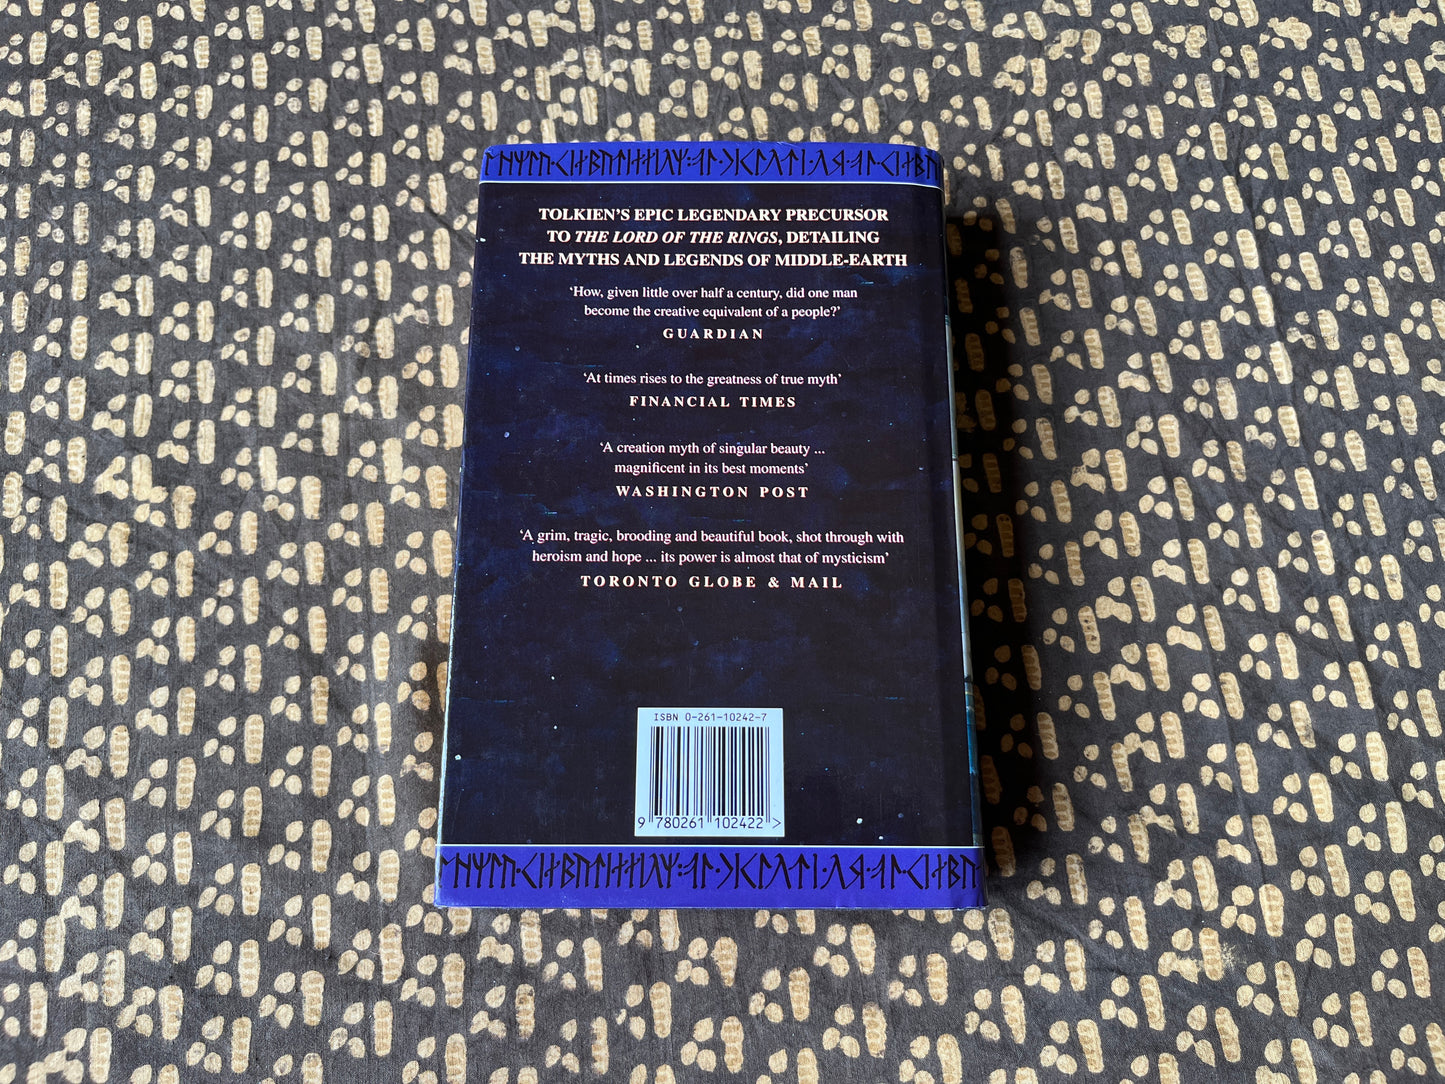 TOLKIEN'S EPIC LEGENDARY PRECURSOR
TO THE LORD OF THE RINGS, DETAILING
THE MYTHS AND LEGENDS OF MIDDLE-EARTH
‘How, given little over half a century, did one man
become the creative equivalent of a people?’
GUARDIAN
‘At times rises to the greatness of true myth’
FINANCIAL TIMES
‘A creation myth of singular beauty ...
magnificent in its best moments’
WASHINGTON POST
‘A grim, tragic, brooding and beautiful book, shot through with
heroism and hope ... its power is almost that of mysticism’
TORONTO GLOBE & MAIL
ISBN 0-261-10242-7
9 780261 102422 >